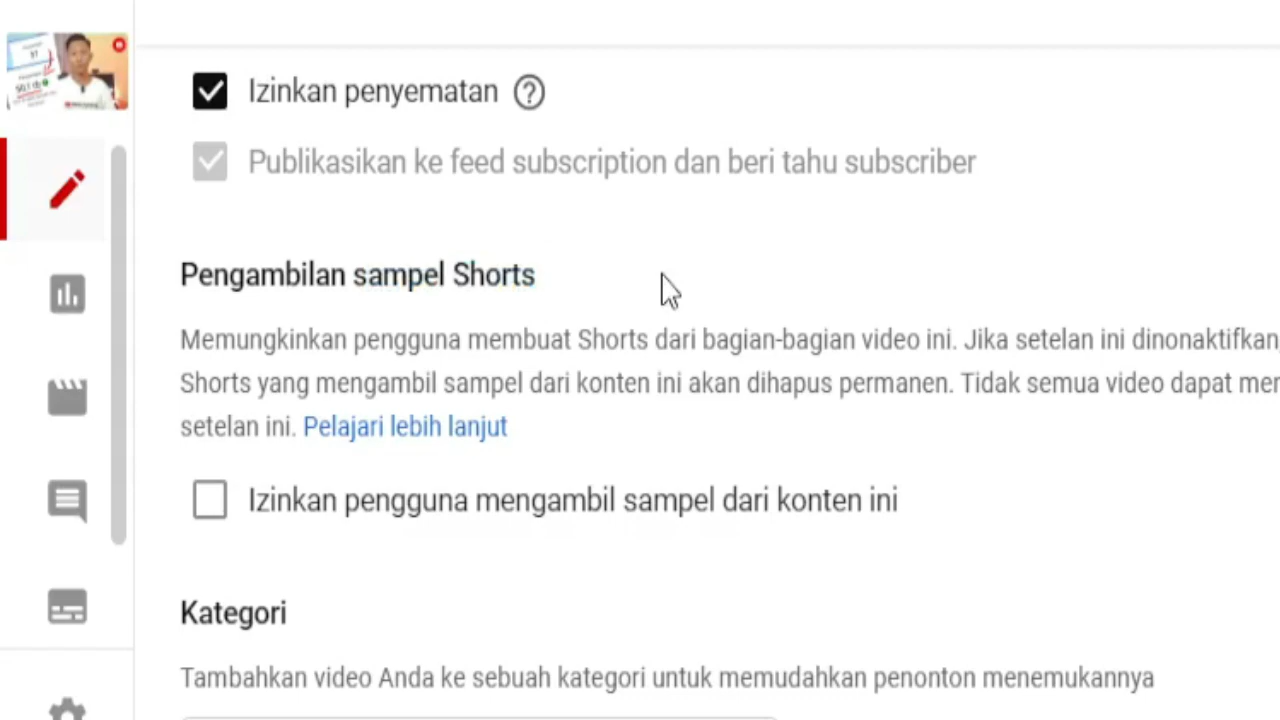 Izinkan penyematan
Publikasikan ke feed subscription dan beri tahu subscriber
Pengambilan sampel Shorts
Memungkinkan pengguna membuat Shorts dari bagian-bagian video ini. Jika setelan ini dinonaktifkan,
Shorts yang mengambil sampel dari konten ini akan dihapus permanen. Tidak semua video dapat
setelan ini. Pelajari lebih lanjut
Izinkan pengguna mengambil sampel dari konten ini
Kategori
Tambahkan video Anda ke sebuah kategori untuk memudahkan penonton menemukannya